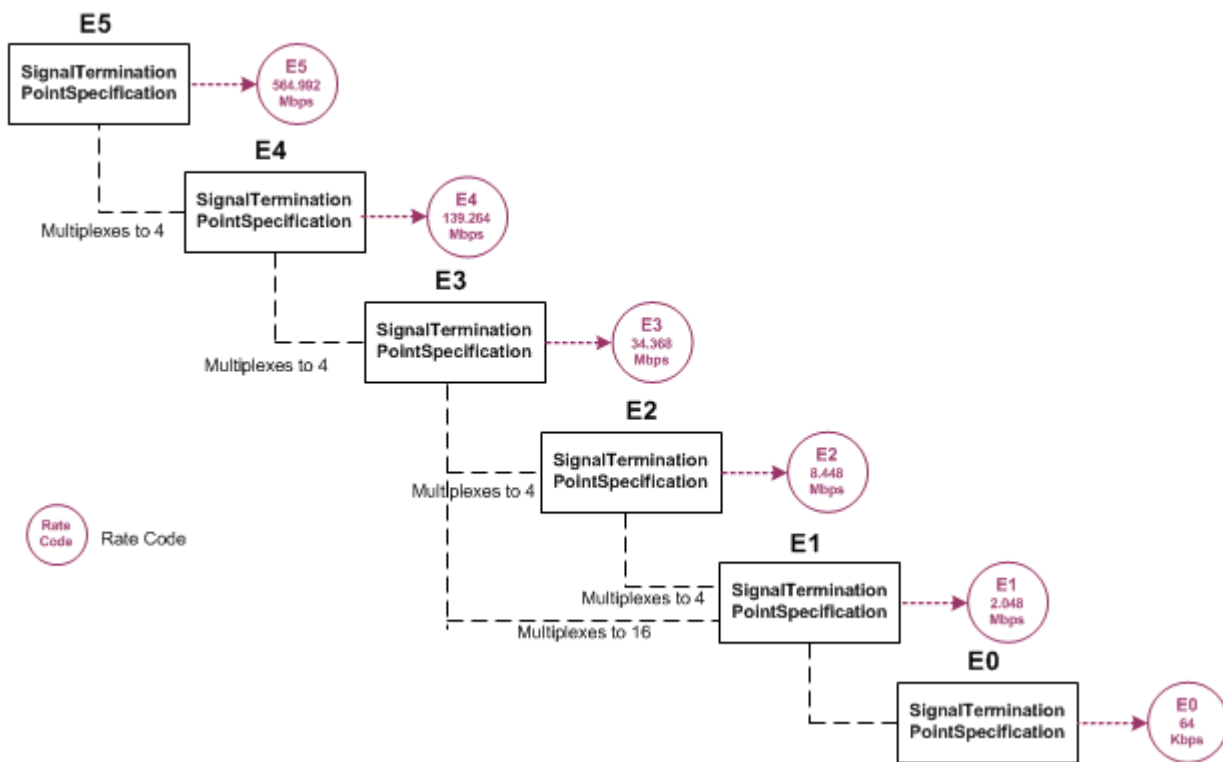 E5
SignalTermination
PointSpecification
E5
564.992
Mbps
E4
SignalTermination
PointSpecification
E4
139.264
Mbps
Multiplexes to 4
E3
SignalTermination
PointSpecification
E3
34.368
Mbps
Multiplexes to 4
E2
SignalTermination
PointSpecification
E2
8.448
Mbps
Multiplexes to 4
Rate
Code
Rate Code
E1
SignalTermination
PointSpecification
E1
2.048
Mbps
Multiplexes to 4
Multiplexes to 16
E0
SignalTermination
PointSpecification
E0
64
Kbps